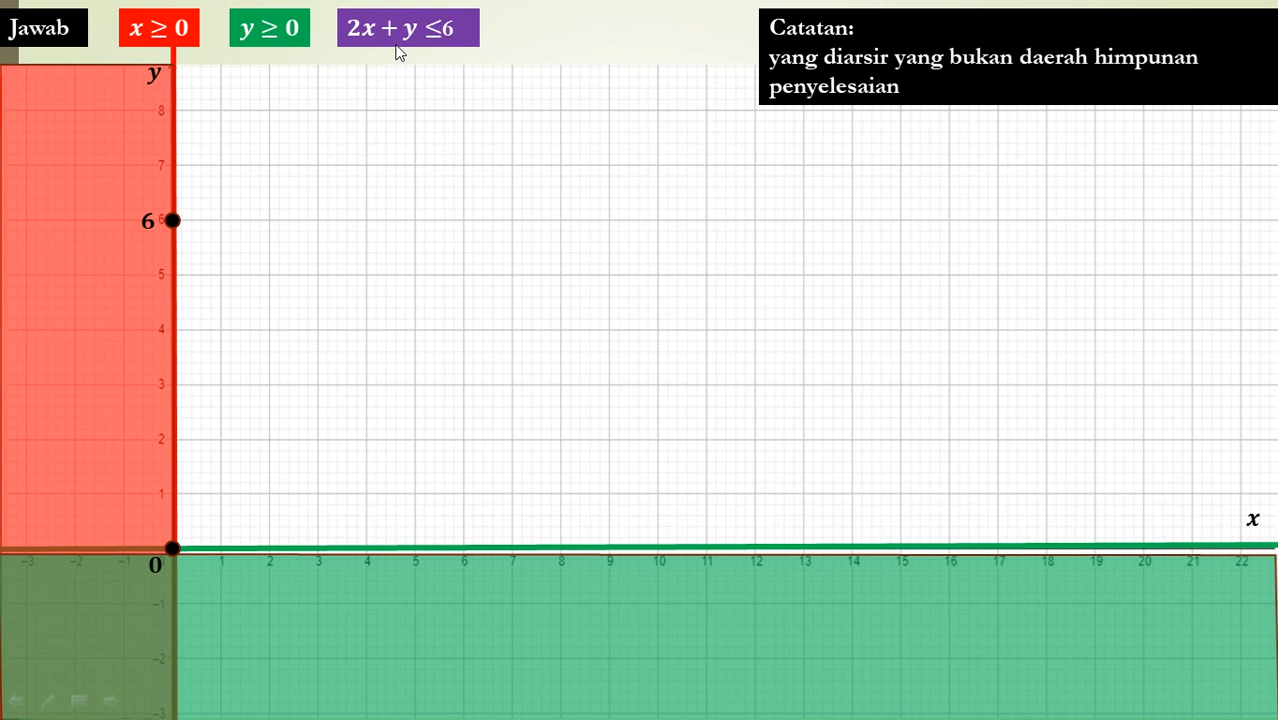 Jawab
x ≥ 0
y ≥ 0
2x + y ≤6
Catatan:
yang diarsir yang bukan daerah himpunan
penyelesaian
y
8
7
6 6
5
4
3
2
1
x
0
−3 −2 −1 1 2 3 4 5 6 7 8 9 10 11 12 13 14 15 16 17 18 19 20 21 22
−1
−2
−3